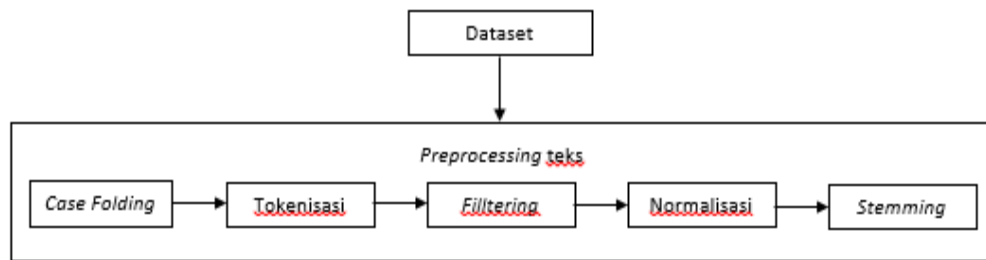 Dataset
Preprocessing teks
Case Folding
Tokenisasi
Filltering
Normalisasi
Stemming